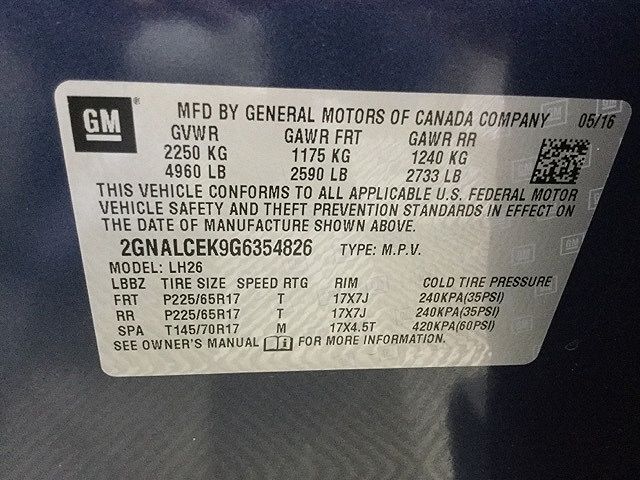 GM ® MFD BY GENERAL MOTORS OF CANADA COMPANY 05/16
GVWR GAWR FRT GAWR RR
2250 KG 1175 KG 1240 KG
4960 LB 2590 LB 2733 LB
THIS VEHICLE CONFORMS TO ALL APPLICABLE U.S. FEDERAL MOTOR
VEHICLE SAFETY AND THEFT PREVENTION STANDARDS IN EFFECT ON
THE DATE OF MANUFACTURE SHOWN ABOVE.
2GNALCEK9G6354826 TYPE: M.P.V.
MODEL: LH26
LBBZ TIRE SIZE SPEED RTG RIM COLD TIRE PRESSURE
FRT P225/65R17 T 17X7J 240KPA(35PSI)
RR P225/65R17 T 17X7J 240KPA(35PSI)
SPA T145/70R17 M 17X4.5T 420KPA(60PSI)
SEE OWNER'S MANUAL FOR MORE INFORMATION.